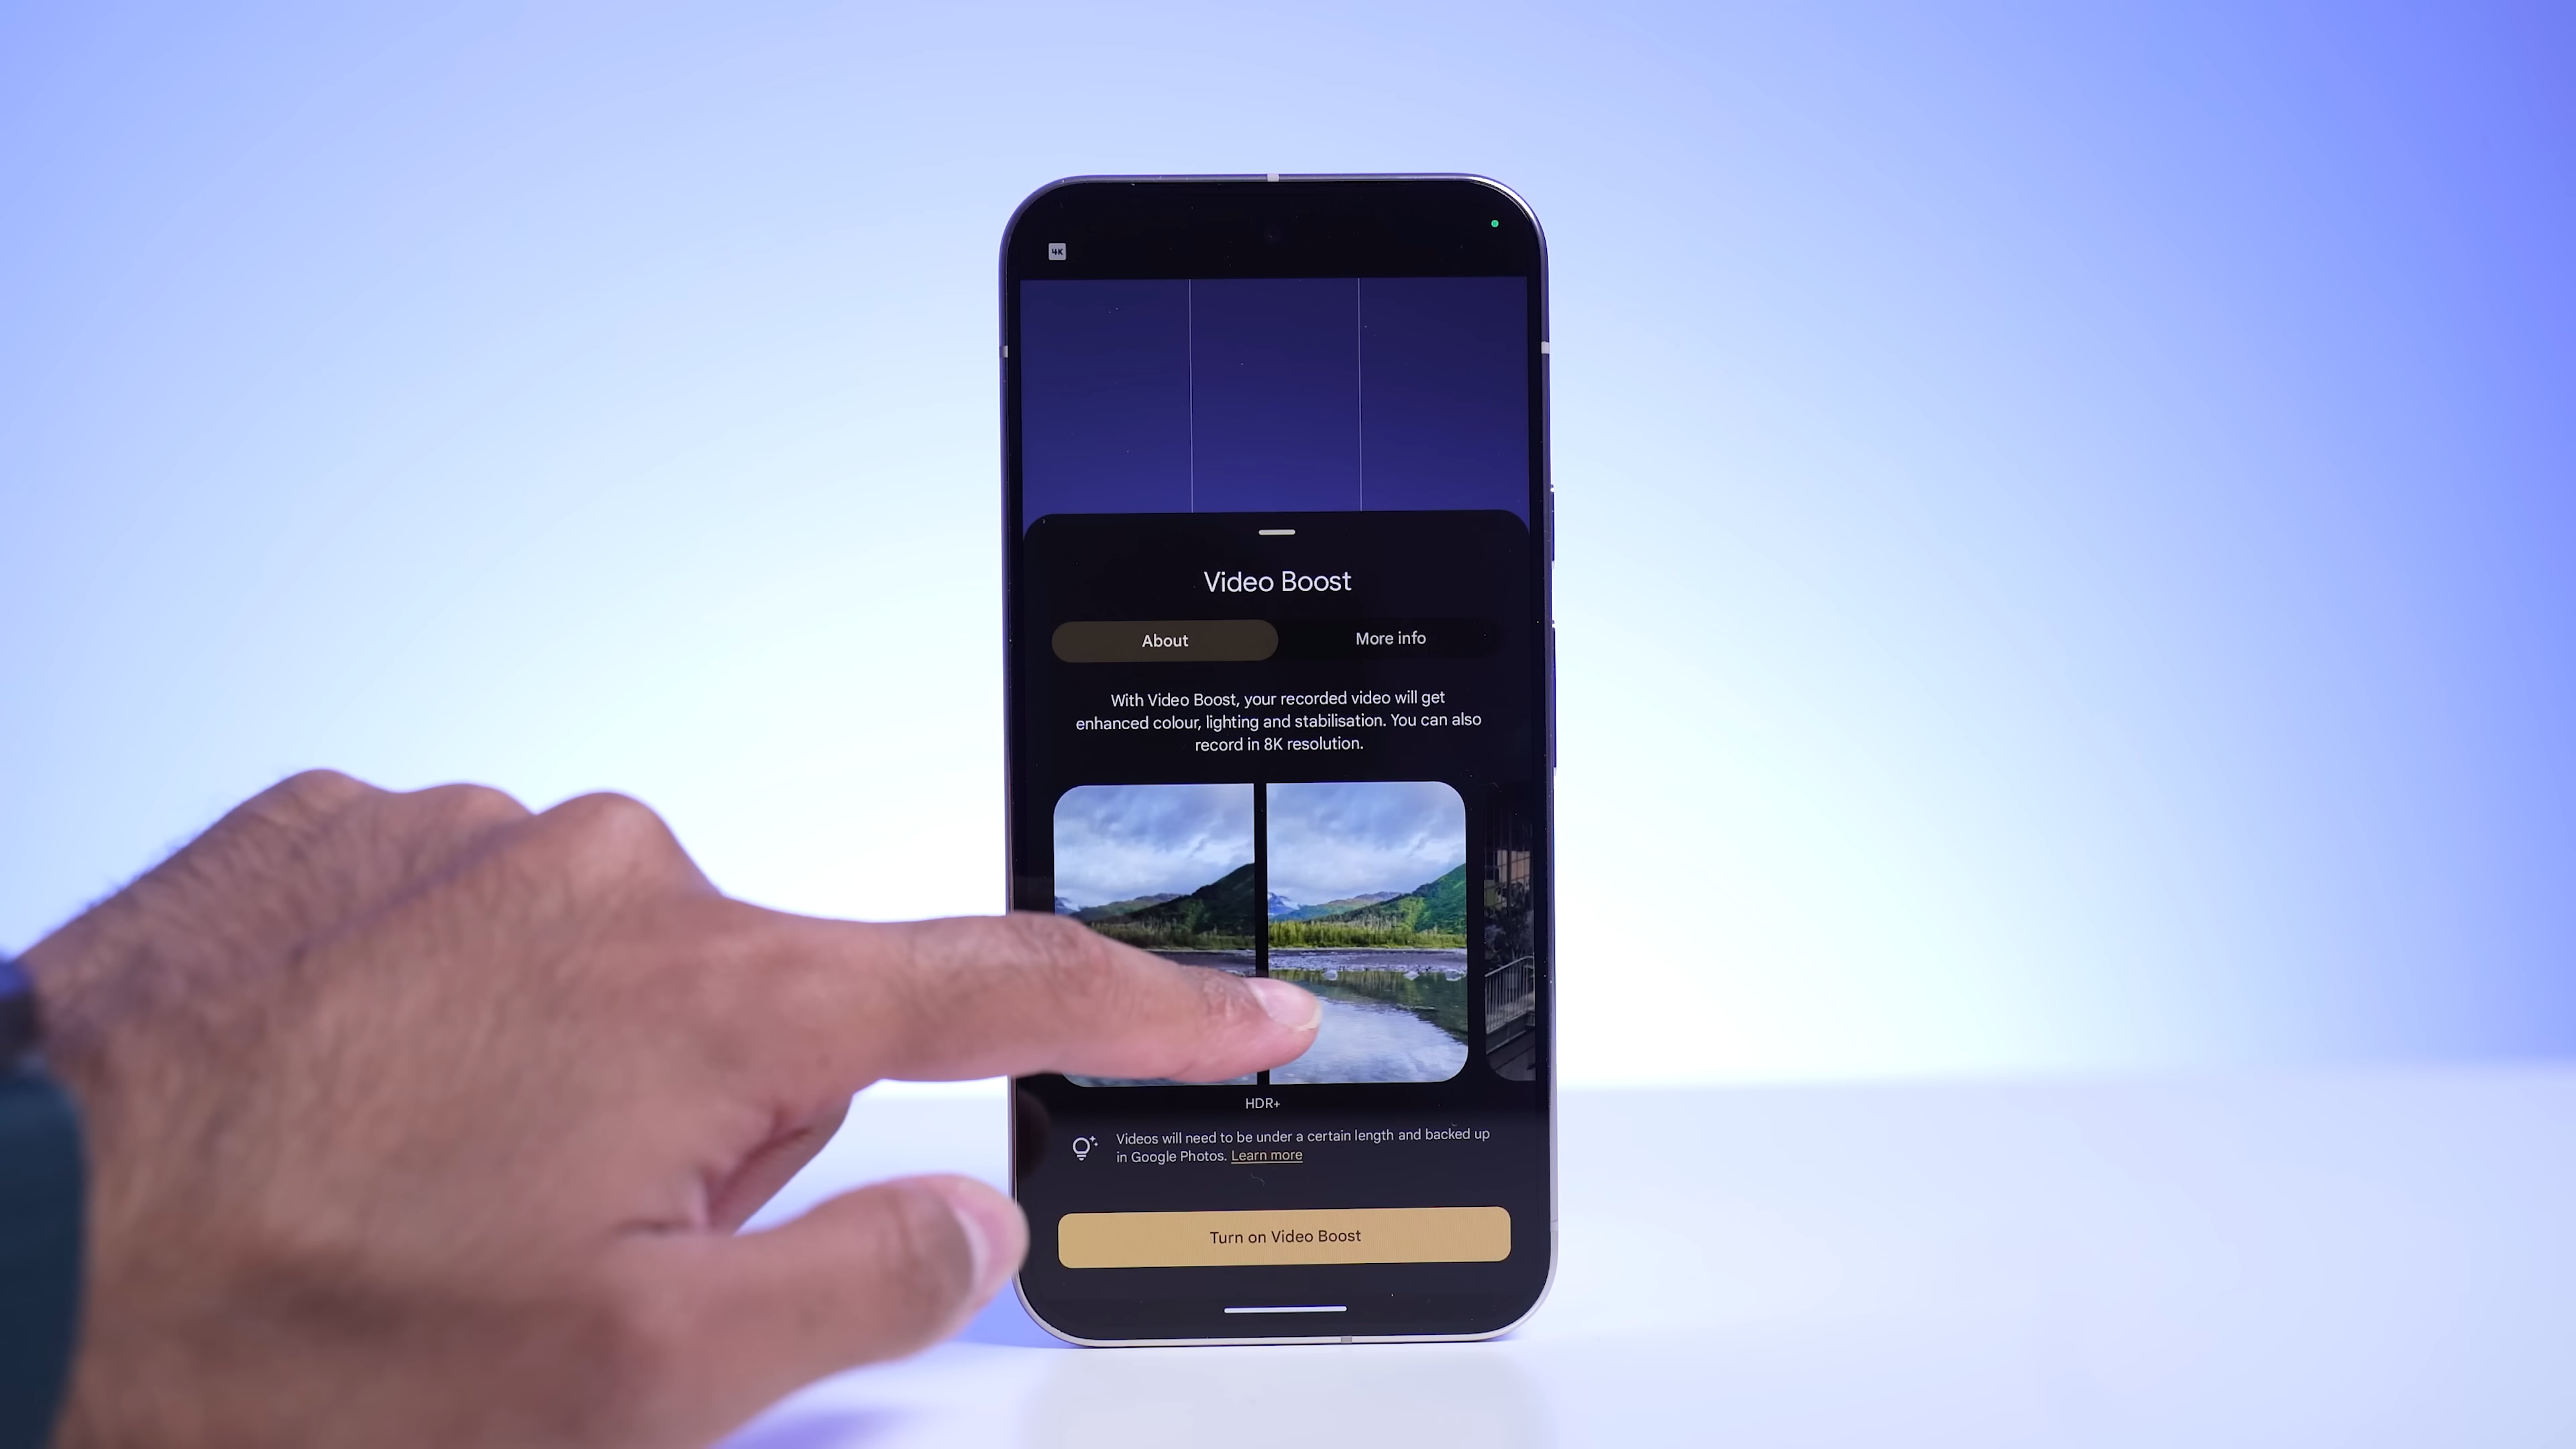 4K
Video Boost
About
More info
With Video Boost, your recorded video will get
enhanced colour, lighting and stabilisation. You can also
record in 8K resolution.
HDR+
Videos will need to be under a certain length and backed up
in Google Photos. Learn more
Turn on Video Boost